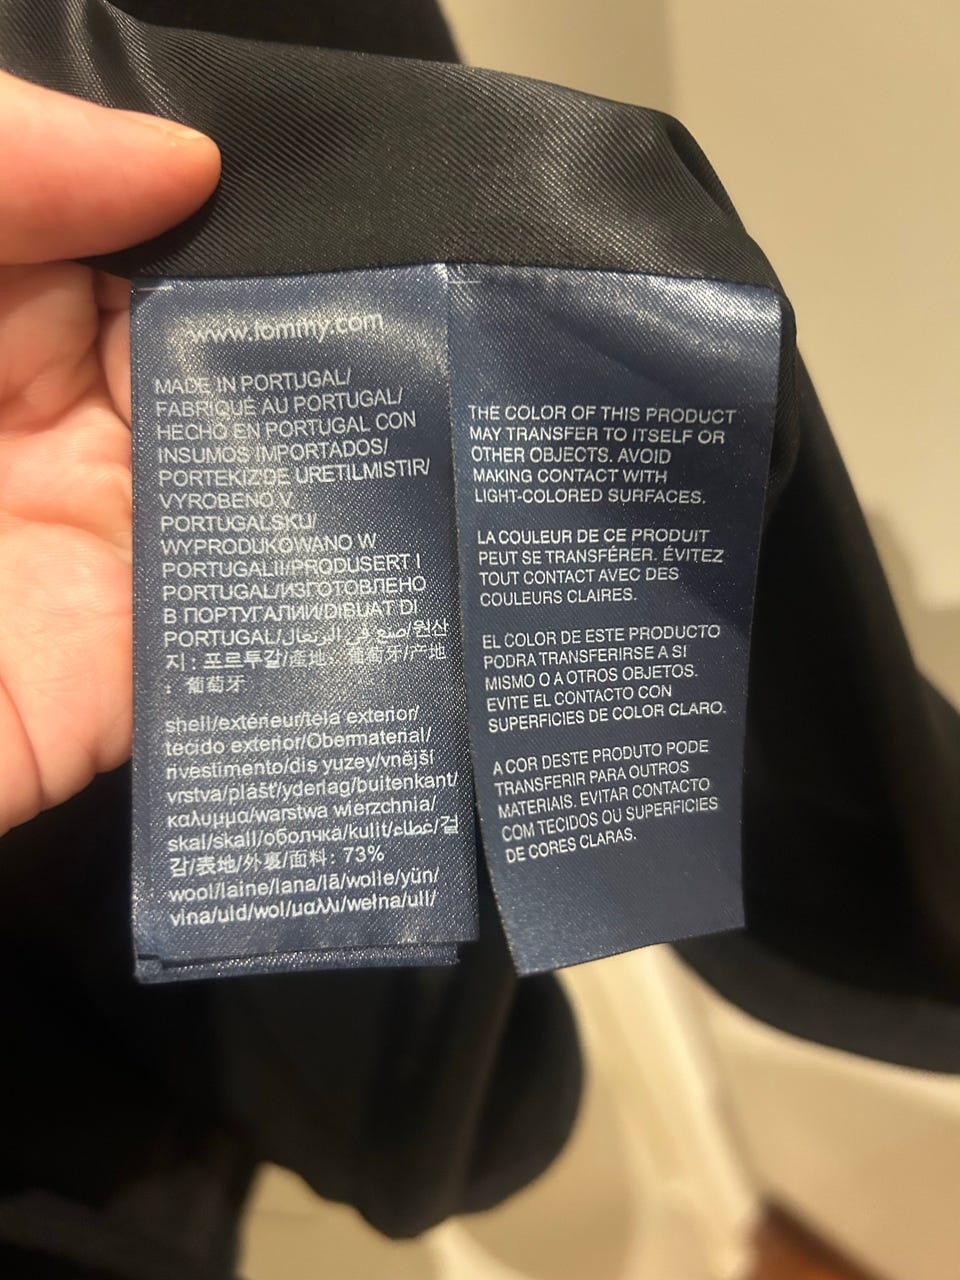 www.tommy.com
MADE IN PORTUGAL/
FABRIQUÉ AU PORTUGAL/
HECHO EN PORTUGAL CON
INSUMOS IMPORTADOS/
PORTEKIZ'DE URETILMISTIR/
VYROBENO V
PORTUGALSKU/
WYPRODUKOWANO W
PORTUGALII/PRODUSERT I
PORTUGAL/ИЗГОТОВЛЕНО
В ПОРТУГАЛИИ/DIBUAT DI
PORTUGAL/صنع في البرتغال/원산
지: 포르투갈/產地: 葡萄牙/产地
: 葡萄牙
shell/extérieur/tela exterior/
tecido exterior/Obermaterial/
rivestimento/dis yuzey/vnější
vrstva/plášť/yderlag/buitenkant/
καλυμμα/warstwa wierzchnia/
skal/skall/оболчка/kulit/غطاء/겉
감/表地/外裏/面料: 73%
wool/laine/lana/lã/wolle/yün/
vlna/uld/wol/μαλλι/wełna/ull/
THE COLOR OF THIS PRODUCT
MAY TRANSFER TO ITSELF OR
OTHER OBJECTS. AVOID
MAKING CONTACT WITH
LIGHT-COLORED SURFACES.
LA COULEUR DE CE PRODUIT
PEUT SE TRANSFÉRER. ÉVITEZ
TOUT CONTACT AVEC DES
COULEURS CLAIRES.
EL COLOR DE ESTE PRODUCTO
PODRA TRANSFERIRSE A SI
MISMO O A OTROS OBJETOS.
EVITE EL CONTACTO CON
SUPERFICIES DE COLOR CLARO.
A COR DESTE PRODUTO PODE
TRANSFERIR PARA OUTROS
MATERIAIS. EVITAR CONTACTO
COM TECIDOS OU SUPERFICIES
DE CORES CLARAS.